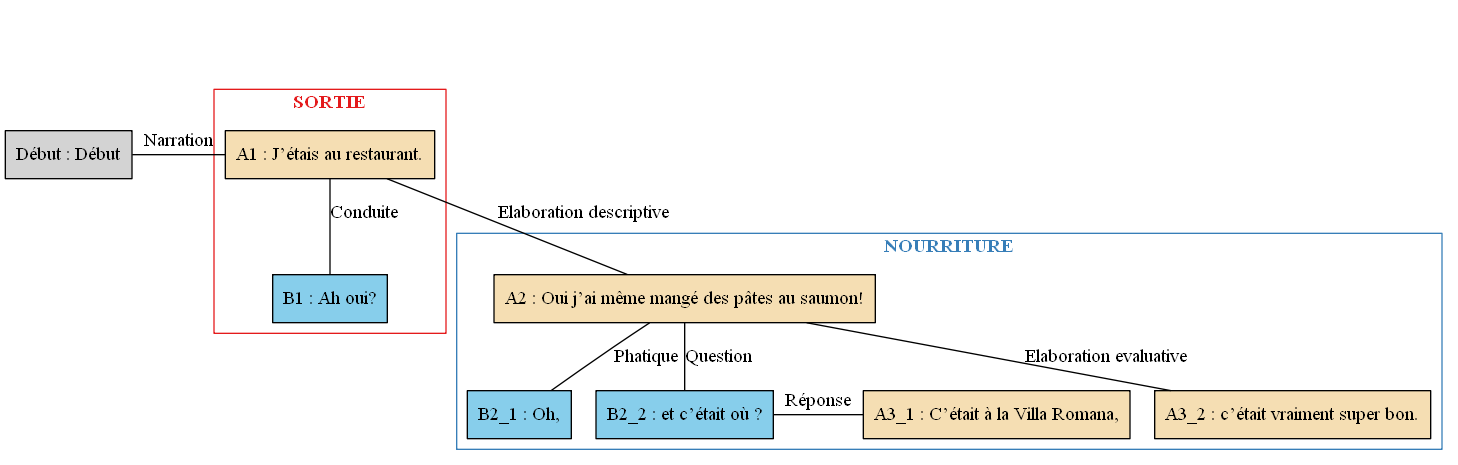 SORTIE
Début : Début
Narration
A1 : J'étais au restaurant.
Conduite
Elaboration descriptive
NOURRITURE
B1 : Ah oui?
A2 : Oui j'ai même mangé des pâtes au saumon!
Phatique
Question
Elaboration evaluative
B2_1 : Oh,
B2_2 : et c'était où ?
Réponse
A3_1 : C'était à la Villa Romana,
A3_2 : c'était vraiment super bon.